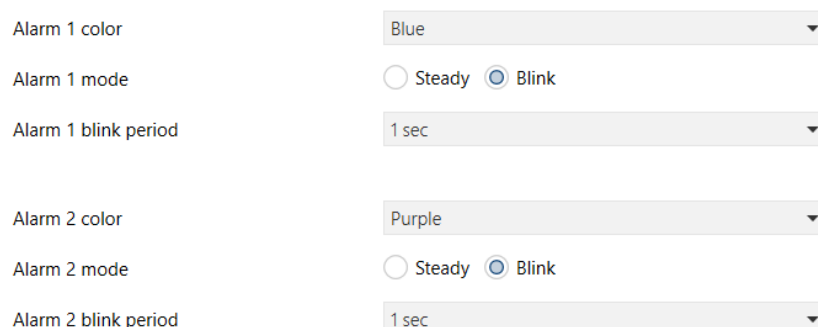 Alarm 1 color Blue
Alarm 1 mode Steady Blink
Alarm 1 blink period 1 sec
Alarm 2 color Purple
Alarm 2 mode Steady Blink
Alarm 2 blink period 1 sec